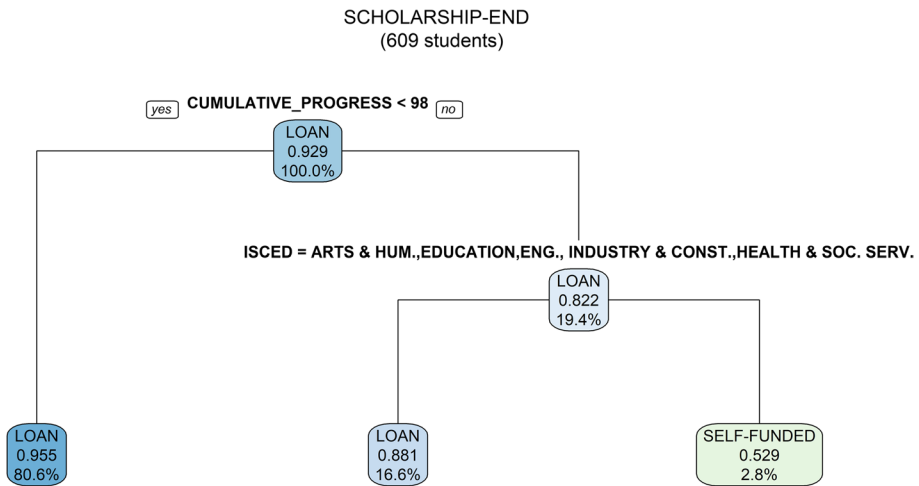 SCHOLARSHIP-END
(609 students)
yes CUMULATIVE_PROGRESS < 98 no
LOAN
0.929
100.0%
ISCED = ARTS & HUM.,EDUCATION,ENG., INDUSTRY & CONST.,HEALTH & SOC. SERV.
LOAN
0.822
19.4%
LOAN
0.955
80.6%
LOAN
0.881
16.6%
SELF-FUNDED
0.529
2.8%